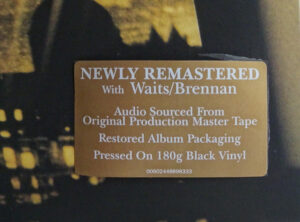 NEWLY REMASTERED
With Waits/Brennan
Audio Sourced From
Original Production Master Tape
Restored Album Packaging
Pressed On 180g Black Vinyl